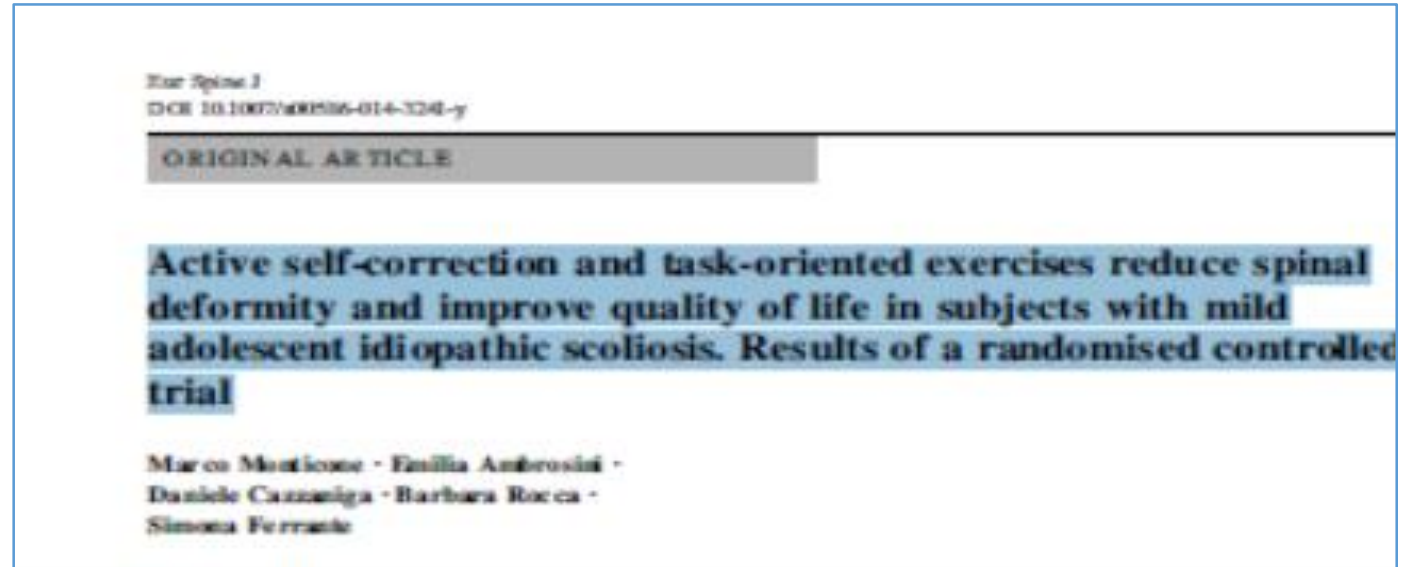 Eur Spine J
DOI 10.1007/s00586-014-3241-y
ORIGINAL ARTICLE
Active self-correction and task-oriented exercises reduce spinal
deformity and improve quality of life in subjects with mild
adolescent idiopathic scoliosis. Results of a randomised controlled
trial
Marco Monticone · Emilia Ambrosini ·
Daniele Cazzaniga · Barbara Rocca ·
Simona Ferrante